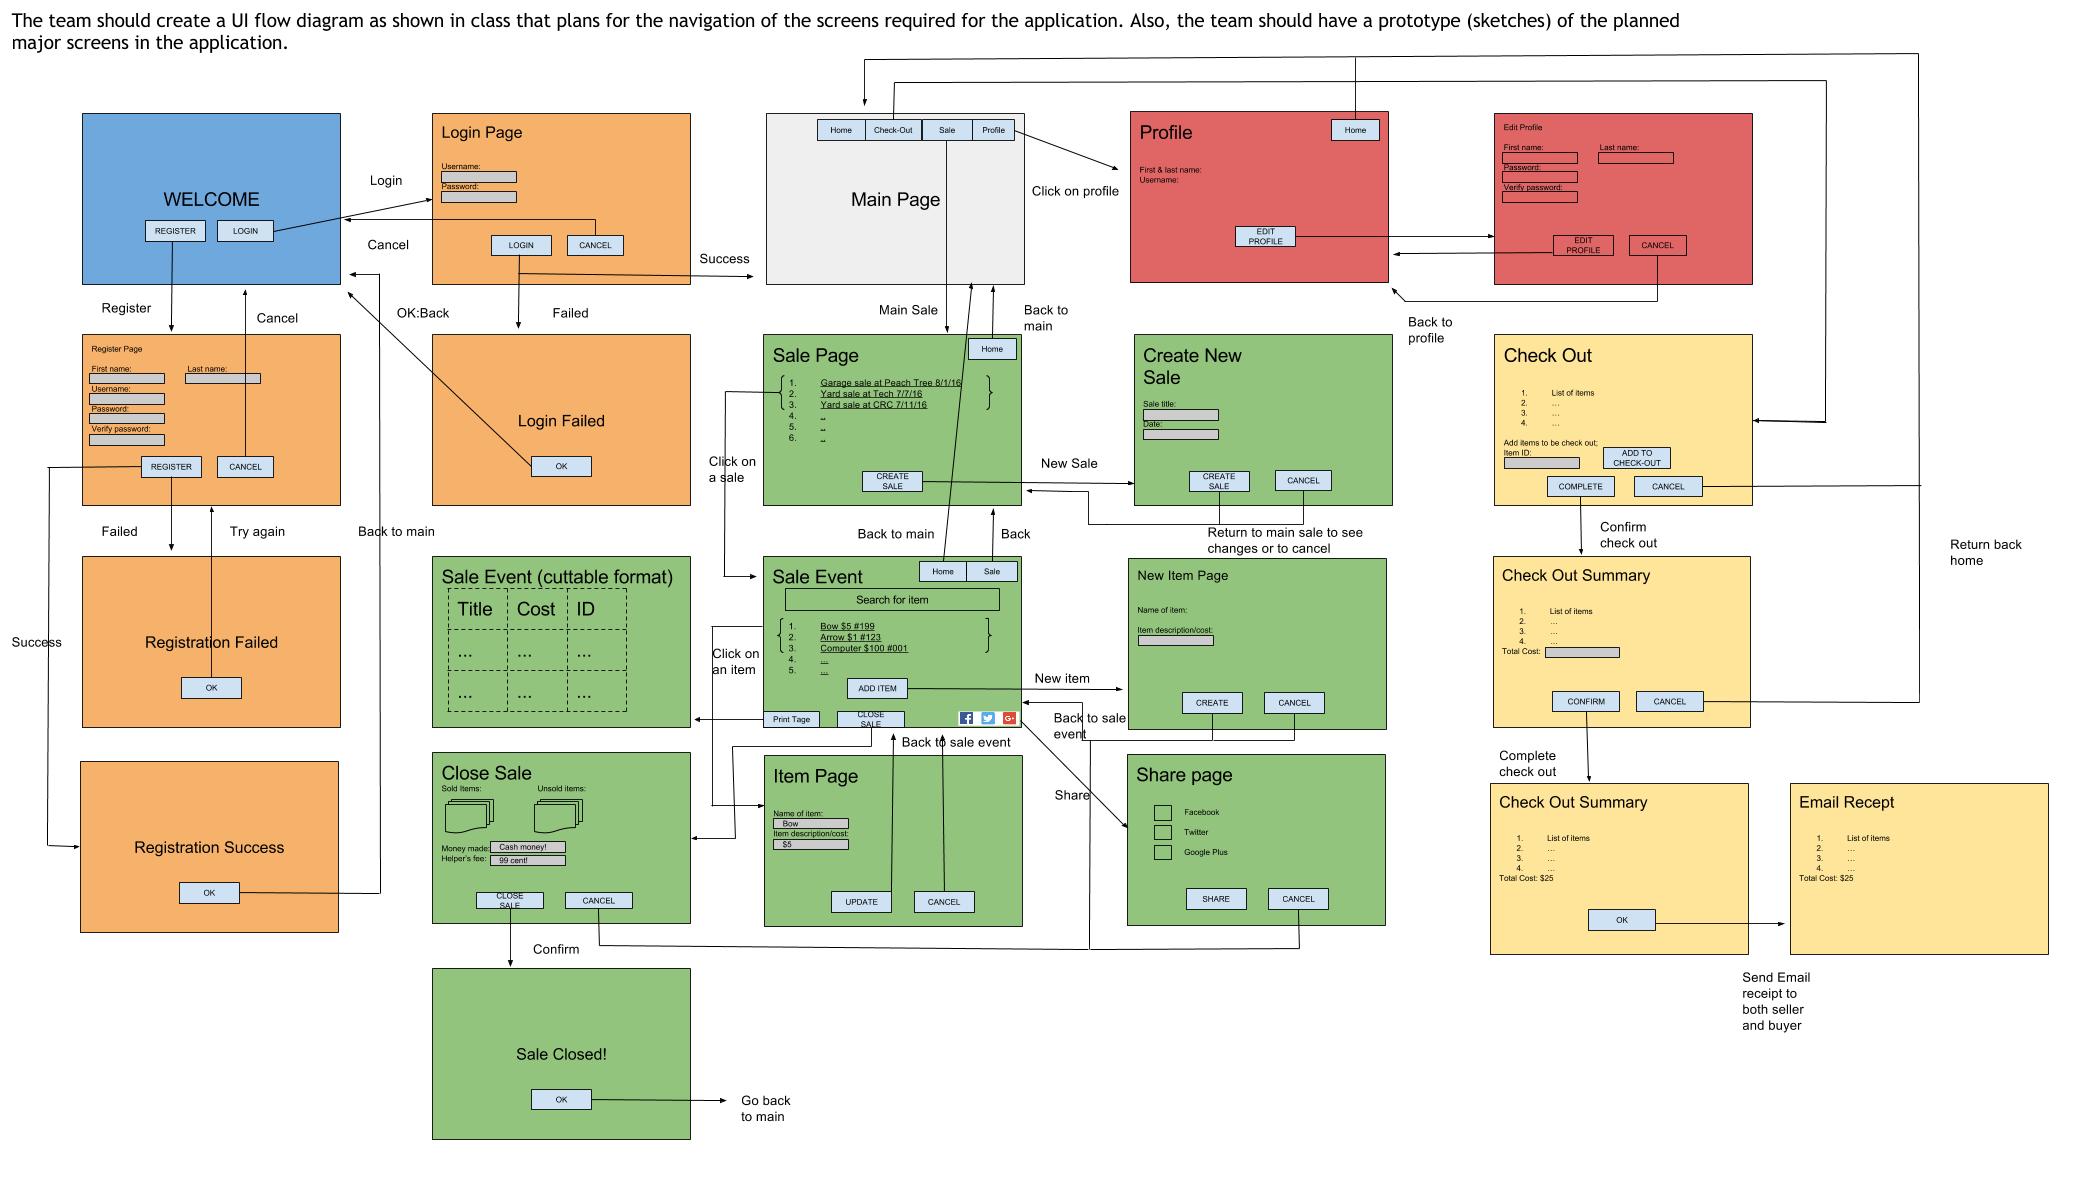 The team should create a UI flow diagram as shown in class that plans for the navigation of the screens required for the application. Also, the team should have a prototype (sketches) of the planned
major screens in the application.
WELCOME
REGISTER
LOGIN
Login
Cancel
Register
Cancel
OK:Back
Login Page
Username:
Password:
LOGIN
CANCEL
Success
Failed
Home
Check-Out
Sale
Profile
Main Page
Click on profile
Main Sale
Back to
main
Profile
Home
First & last name:
Username:
EDIT
PROFILE
Edit Profile
First name:
Last name:
Password:
Verify password:
EDIT
PROFILE
CANCEL
Back to
profile
Register Page
First name:
Last name:
Username:
Password:
Verify password:
REGISTER
CANCEL
Failed
Try again
Back to main
Login Failed
OK
Sale Page
Home
1. Garage sale at Peach Tree 8/1/16
2. Yard sale at Tech 7/7/16
3. Yard sale at CRC 7/11/16
4. ..
5. ..
6. ..
CREATE
SALE
Click on
a sale
New Sale
Back to main
Back
Create New
Sale
Sale title:
Date:
CREATE
SALE
CANCEL
Return to main sale to see
changes or to cancel
Check Out
1. List of items
2. ...
3. ...
4. ...
Add items to be check out;
Item ID:
ADD TO
CHECK-OUT
COMPLETE
CANCEL
Confirm
check out
Return back
home
Success
Registration Failed
OK
Sale Event (cuttable format)
Title Cost ID
... ... ...
... ... ...
Click on
an item
Sale Event
Home
Sale
Search for item
1. Bow $5 #199
2. Arrow $1 #123
3. Computer $100 #001
4. ...
5. ...
ADD ITEM
Print Tage
CLOSE
SALE
f
G+
New item
Back to sale
event
Back to sale event
Share
New Item Page
Name of item:
Item description/cost:
CREATE
CANCEL
Check Out Summary
1. List of items
2. ...
3. ...
4. ...
Total Cost:
CONFIRM
CANCEL
Complete
check out
Registration Success
OK
Close Sale
Sold Items:
Unsold items:
Money made: Cash money!
Helper's fee: 99 cent!
CLOSE
SALE
CANCEL
Confirm
Item Page
Name of item:
Bow
Item description/cost:
$5
UPDATE
CANCEL
Share page
Facebook
Twitter
Google Plus
SHARE
CANCEL
Check Out Summary
1. List of items
2. ...
3. ...
4. ...
Total Cost: $25
OK
Email Recept
1. List of items
2. ...
3. ...
4. ...
Total Cost: $25
Send Email
receipt to
both seller
and buyer
Sale Closed!
OK
Go back
to main